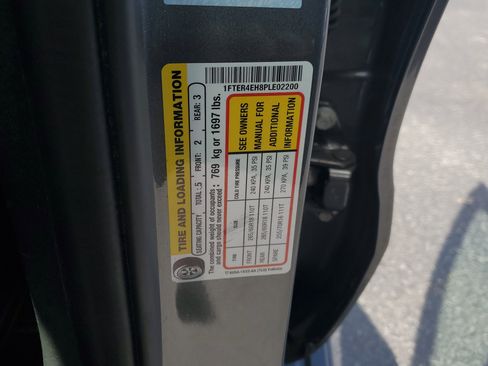 1FTER4EH8PLE02200
TIRE AND LOADING INFORMATION
SEATING CAPACITY TOTAL: 5 FRONT: 2 REAR: 3
The combined weight of occupants
and cargo should never exceed: 769 kg or 1697 lbs.
TIRE SIZE COLD TIRE PRESSURE
FRONT 240 KPA, 35 PSI
REAR 240 KPA, 35 PSI
SPARE 270 KPA, 39 PSI
SEE OWNERS
MANUAL FOR
ADDITIONAL
INFORMATION